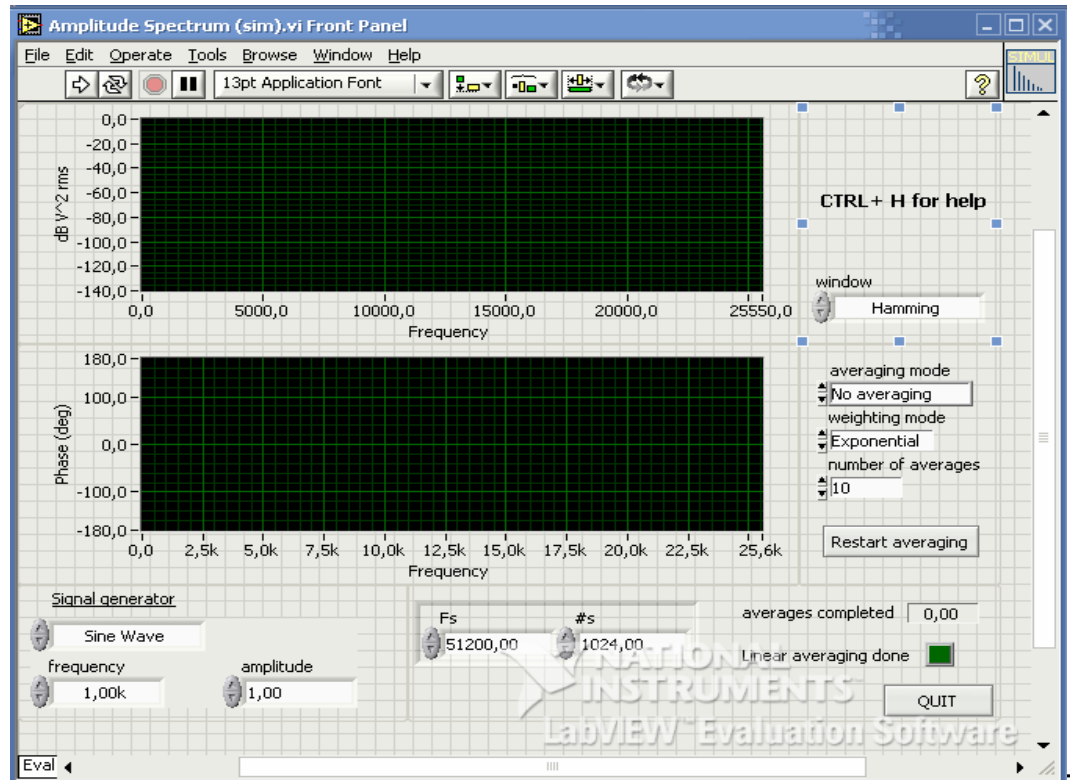 Amplitude Spectrum (sim).vi Front Panel
File Edit Operate Tools Browse Window Help
13pt Application Font
STIMUL
0,0
-20,0
-40,0
-60,0
-80,0
-100,0
-120,0
-140,0
dB V^2 rms
0,0 5000,0 10000,0 15000,0 20000,0 25550,0
Frequency
CTRL+ H for help
window
Hamming
180,0
100,0
0,0
-100,0
-180,0
Phase (deg)
0,0 2,5k 5,0k 7,5k 10,0k 12,5k 15,0k 17,5k 20,0k 22,5k 25,6k
Frequency
averaging mode
No averaging
weighting mode
Exponential
number of averages
10
Restart averaging
Signal generator
Sine Wave
frequency amplitude
1,00k 1,00
Fs #s
51200,00 1024,00
averages completed 0,00
Linear averaging done
QUIT
NATIONAL
INSTRUMENTS
LabVIEW™ Evaluation Software
Eval